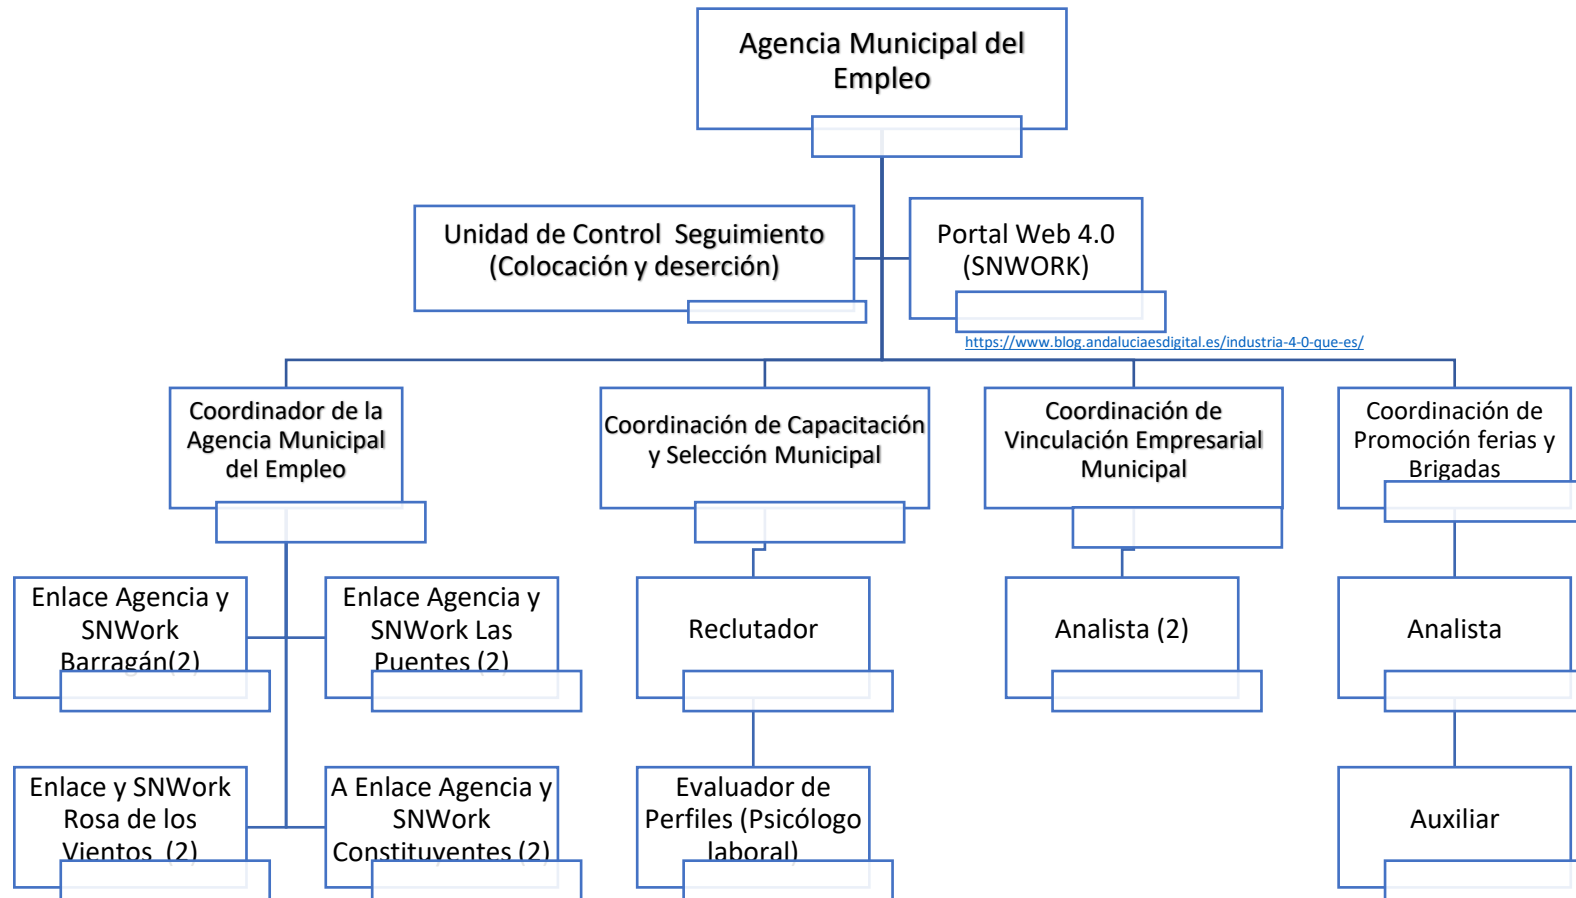 Agencia Municipal del
Empleo
Unidad de Control  Seguimiento
(Colocación y deserción)
Portal Web 4.0
(SNWORK)
https://www.blog.andaluciaesdigital.es/industria-4-0-que-es/
Coordinador de la
Agencia Municipal
del Empleo
Coordinación de Capacitación
y Selección Municipal
Coordinación de
Vinculación Empresarial
Municipal
Coordinación de
Promoción ferias y
Brigadas
Enlace Agencia y
SNWork
Barragán(2)
Enlace Agencia y
SNWork Las
Puentes (2)
Reclutador
Analista (2)
Analista
Enlace y SNWork
Rosa de los
Vientos  (2)
A Enlace Agencia y
SNWork
Constituyentes (2)
Evaluador de
Perfiles (Psicólogo
laboral)
Auxiliar